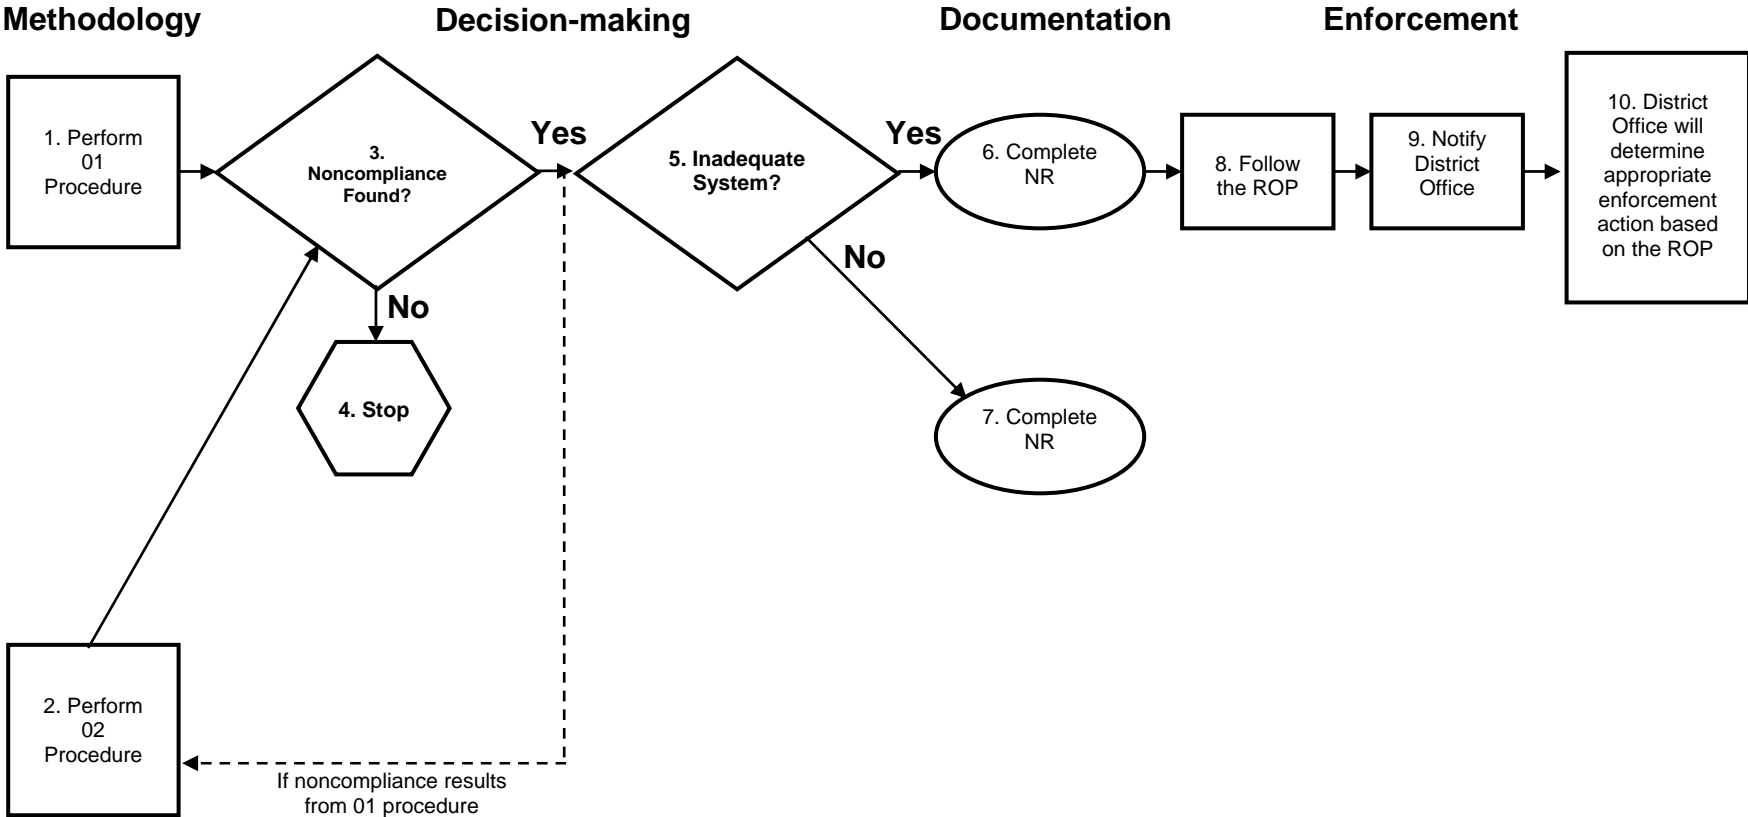 Methodology
Decision-making
Documentation
Enforcement
1. Perform
01
Procedure
3.
Noncompliance
Found?
Yes
5. Inadequate
System?
Yes
6. Complete
NR
8. Follow
the ROP
9. Notify
District
Office
10. District
Office will
determine
appropriate
enforcement
action based
on the ROP
No
No
4. Stop
7. Complete
NR
2. Perform
02
Procedure
If noncompliance results
from 01 procedure